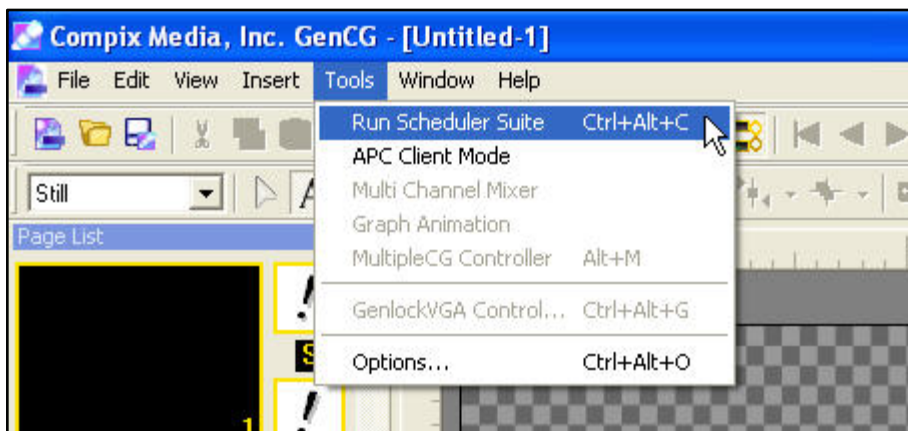 Compix Media, Inc. GenCG - [Untitled-1]
File Edit View Insert Tools Window Help
Run Scheduler Suite Ctrl+Alt+C
APC Client Mode
Still
Multi Channel Mixer
Graph Animation
Page List
MultipleCG Controller Alt+M
GenlockVGA Control... Ctrl+Alt+G
Options... Ctrl+Alt+O
1